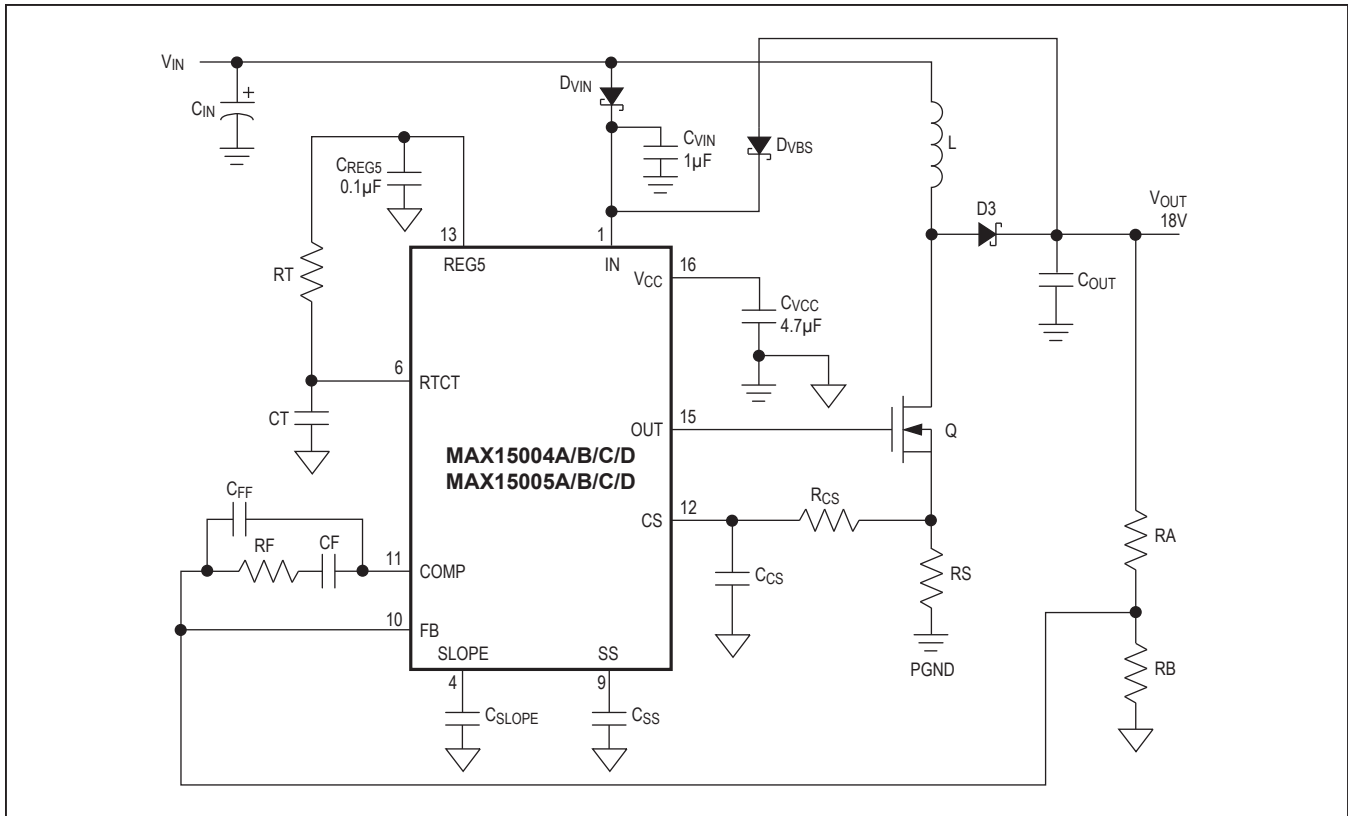 VIN
CIN
+
DVIN
CVIN
1µF
DVBS
L
CREG5
0.1µF
D3
VOUT
18V
13
REG5
1
IN
16
VCC
CVCC
4.7µF
COUT
RT
6
RTCT
CT
15
OUT
Q
MAX15004A/B/C/D
MAX15005A/B/C/D
CFF
RF
CF
11
COMP
12
CS
RCS
CCS
RS
RA
10
FB
SLOPE
SS
PGND
RB
4
9
CSLOPE
CSS